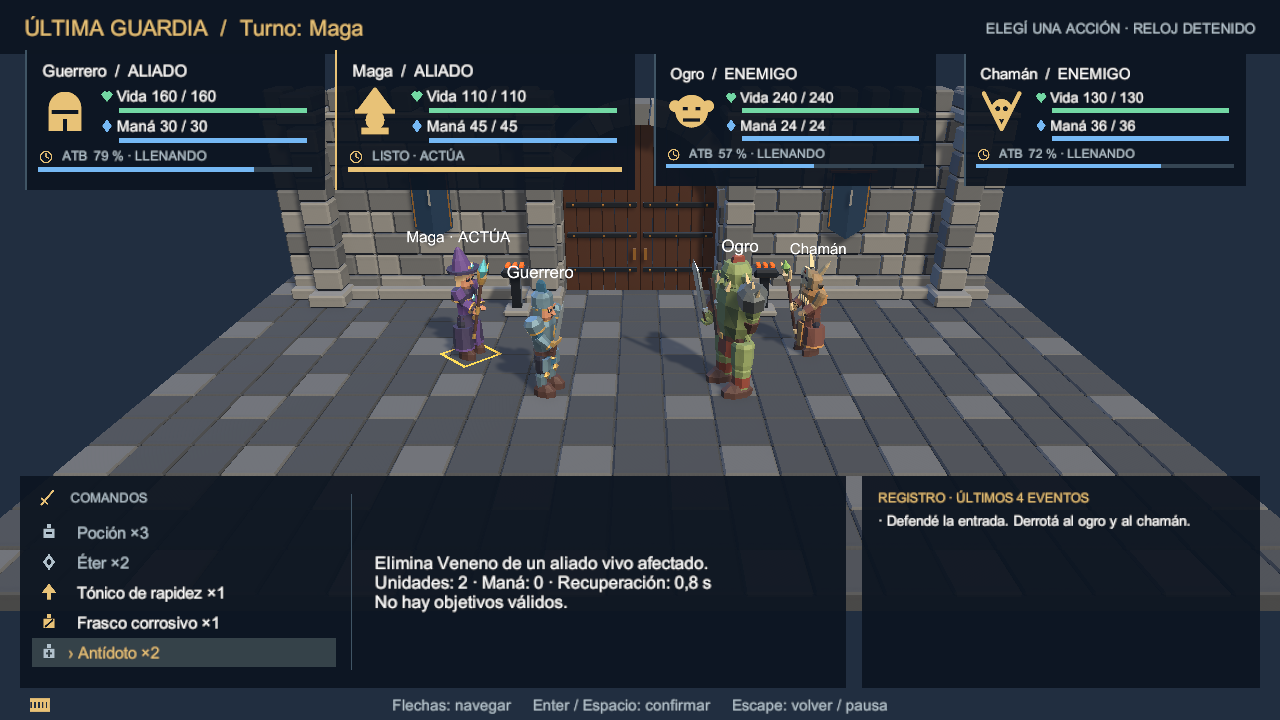 ÚLTIMA GUARDIA / Turno: Maga
ELEGÍ UNA ACCIÓN · RELOJ DETENIDO
Guerrero / ALIADO
Vida 160 / 160
Maná 30 / 30
ATB 79 % · LLENANDO
Maga / ALIADO
Vida 110 / 110
Maná 45 / 45
LISTO · ACTÚA
Ogro / ENEMIGO
Vida 240 / 240
Maná 24 / 24
ATB 57 % · LLENANDO
Chamán / ENEMIGO
Vida 130 / 130
Maná 36 / 36
ATB 72 % · LLENANDO
Maga · ACTÚA
Guerrero
Ogro
Chamán
COMANDOS
Poción ×3
Éter ×2
Tónico de rapidez ×1
Frasco corrosivo ×1
› Antídoto ×2
Elimina Veneno de un aliado vivo afectado.
Unidades: 2 · Maná: 0 · Recuperación: 0,8 s
No hay objetivos válidos.
REGISTRO · ÚLTIMOS 4 EVENTOS
· Defendé la entrada. Derrotá al ogro y al chamán.
Flechas: navegar Enter / Espacio: confirmar Escape: volver / pausa